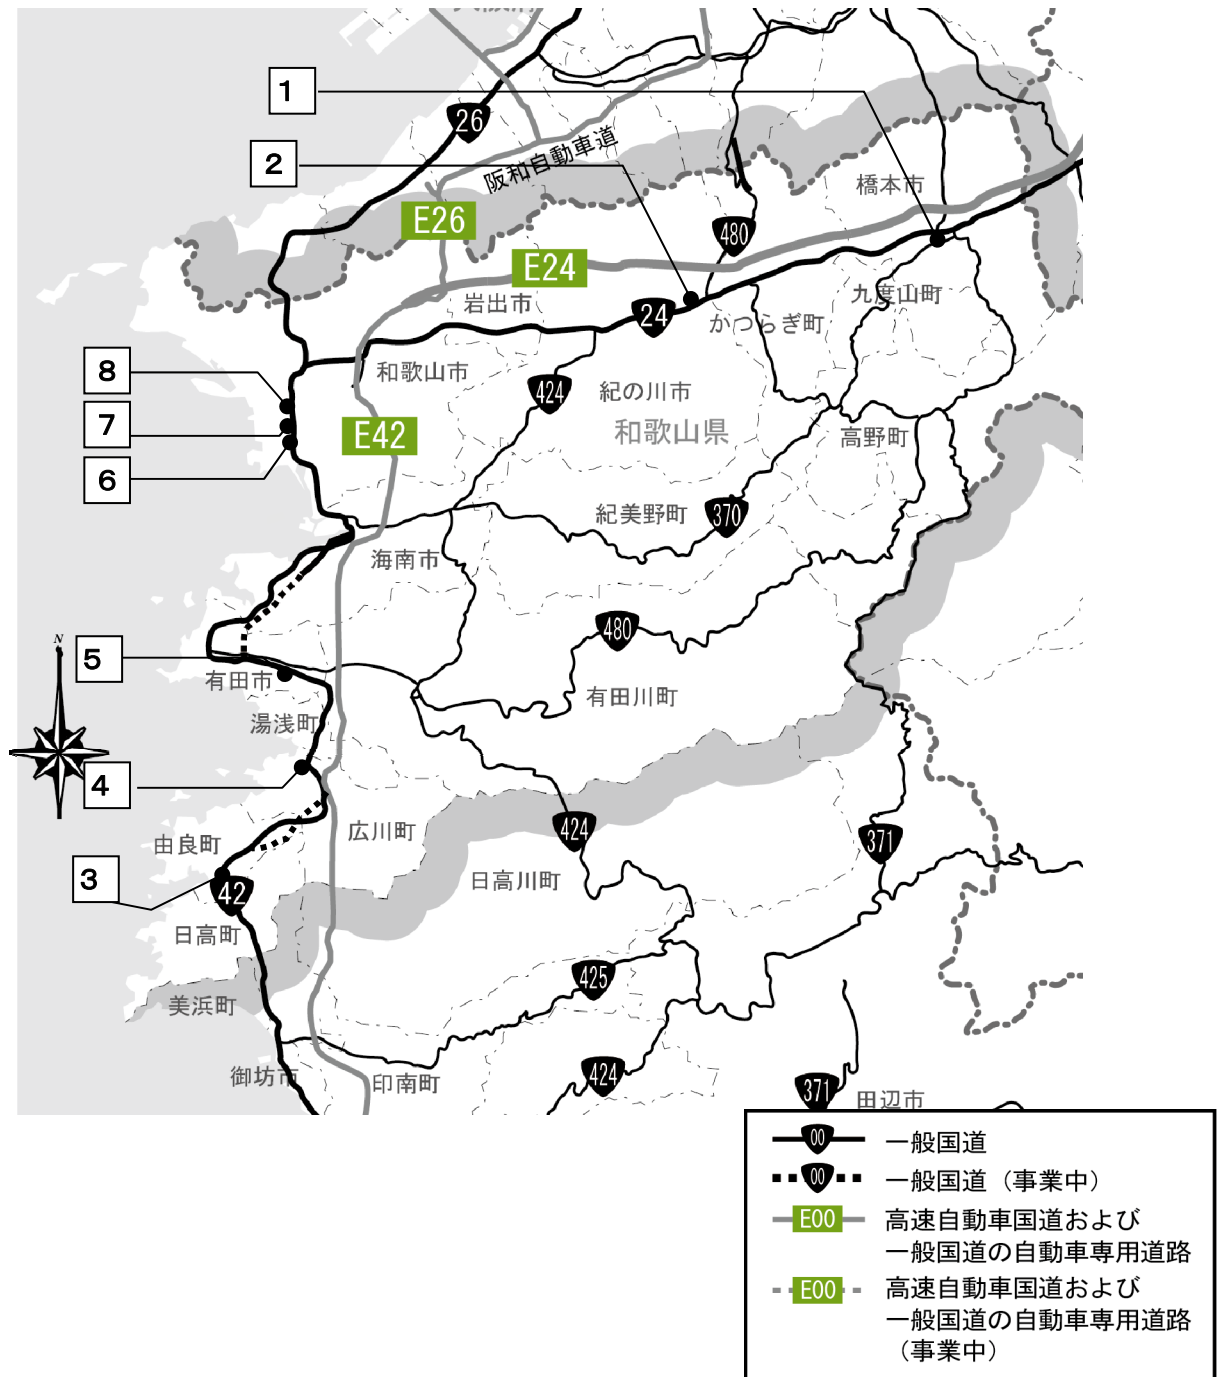 1
26
2
阪和自動車道
橋本市
E26
480
E24
岩出市
九度山町
24
かつらぎ町
8
和歌山市
424
紀の川市
7
E42
和歌山県
高野町
6
紀美野町
370
海南市
480
N
5
有田市
有田川町
湯浅町
4
広川町
424
371
由良町
3
42
日高川町
日高町
425
美浜町
御坊市
印南町
424
371
田辺市
00
一般国道
00
一般国道（事業中）
E00
高速自動車国道および
一般国道の自動車専用道路
E00
高速自動車国道および
一般国道の自動車専用道路
（事業中）